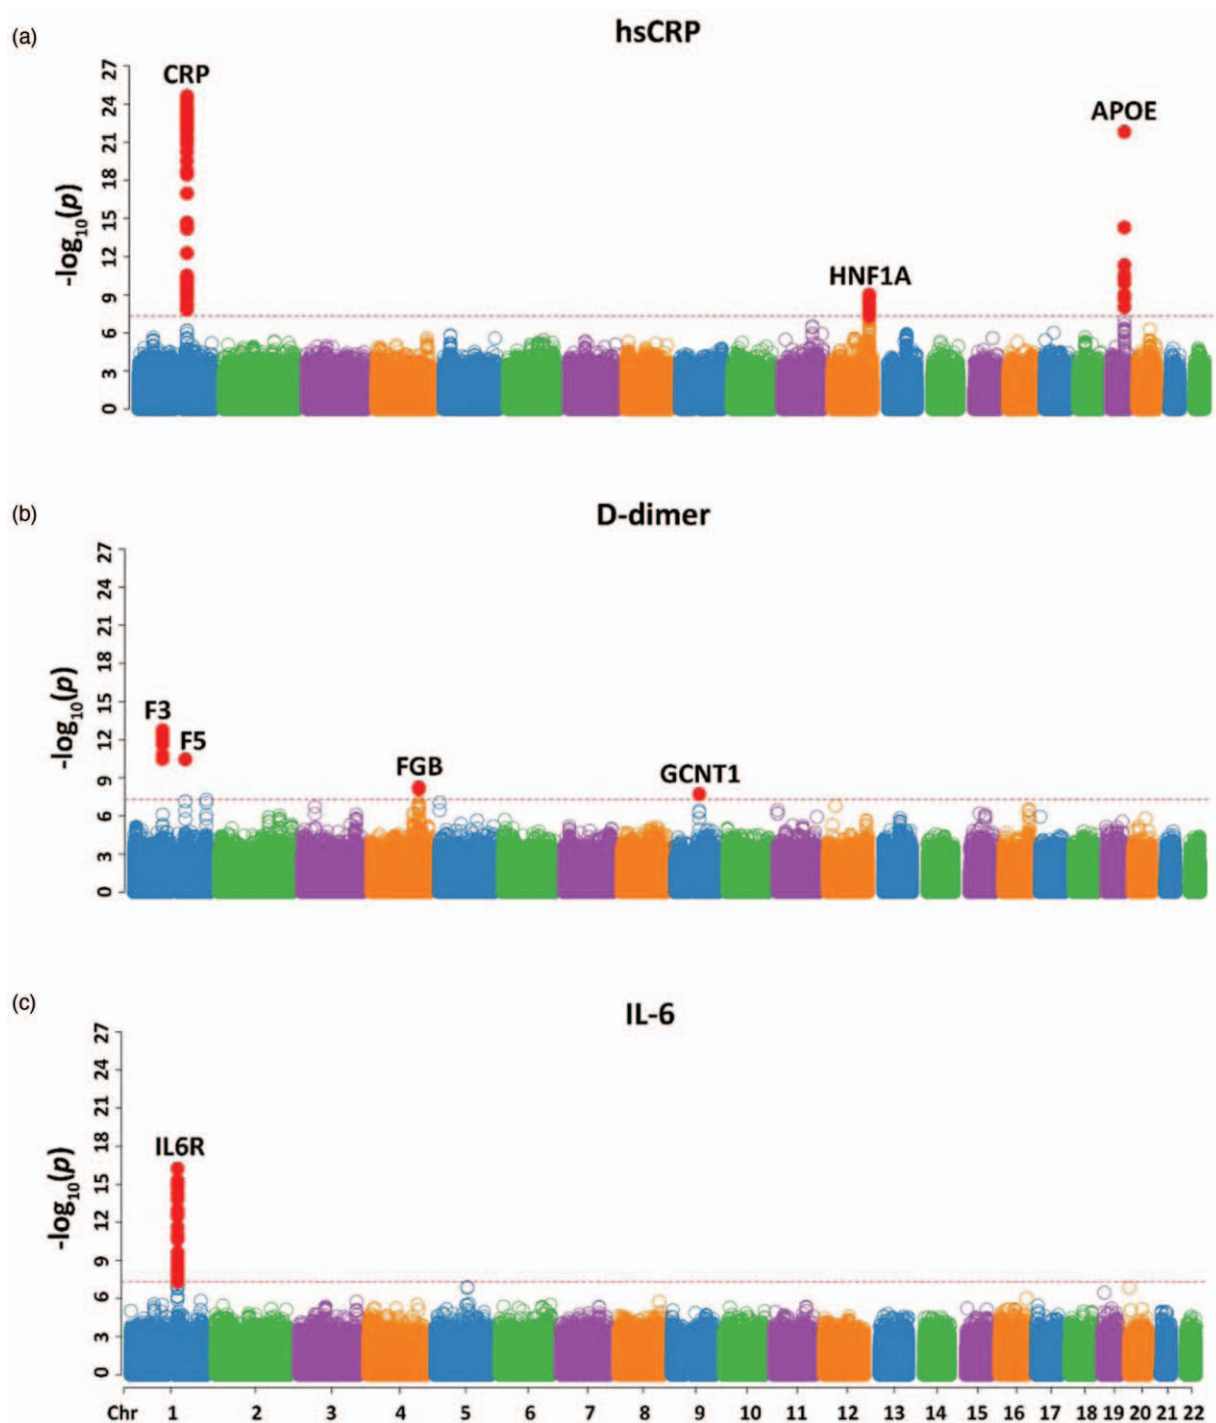 (a)
hsCRP
-log10(p)
27
24
21
18
15
12
9
6
3
0
CRP
APOE
HNF1A
(b)
D-dimer
-log10(p)
27
24
21
18
15
12
9
6
3
0
F3
F5
FGB
GCNT1
(c)
IL-6
-log10(p)
27
24
21
18
15
12
9
6
3
0
IL6R
Chr 1 2 3 4 5 6 7 8 9 10 11 12 13 14 15 16 17 18 19 20 21 22